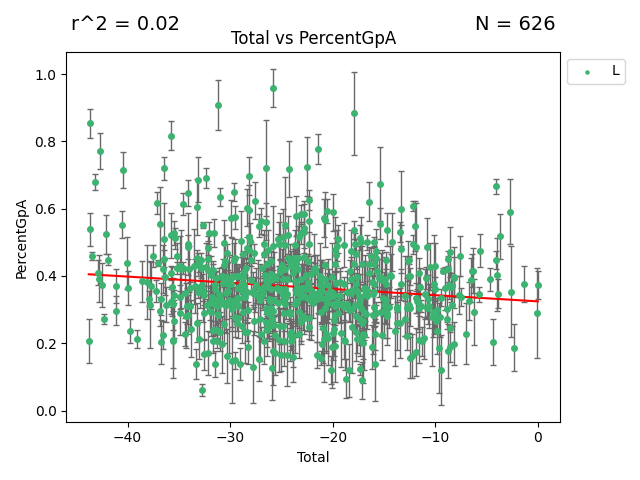 r^2 = 0.02
N = 626
Total vs PercentGpA
L
PercentGpA
1.0
0.8
0.6
0.4
0.2
0.0
−40
−30
−20
−10
0
Total